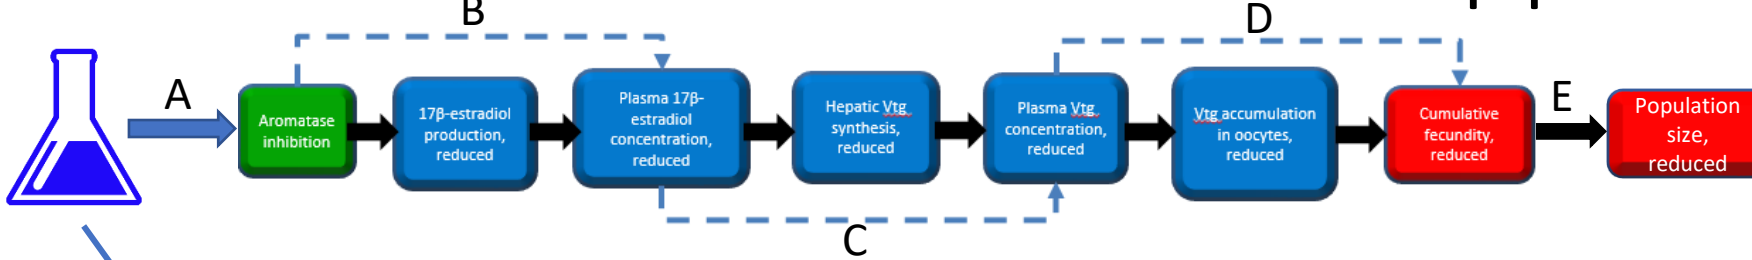 B
D
A
E
Aromatase
inhibition
17β-estradiol
production,
reduced
Plasma 17β-
estradiol
concentration,
reduced
Hepatic Vtg
synthesis,
reduced
Plasma Vtg
concentration,
reduced
Vtg accumulation
in oocytes,
reduced
Cumulative
fecundity,
reduced
Population
size,
reduced
C